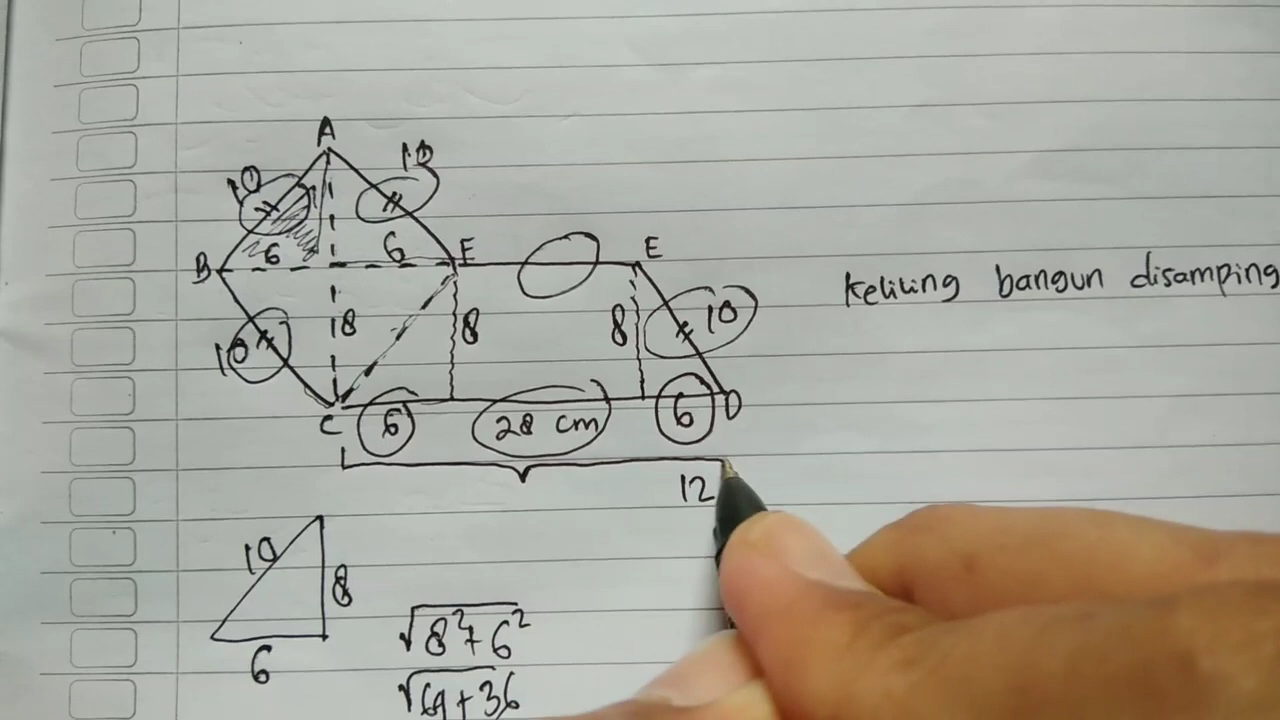 A
10 10
6 6
B F E
Keliling bangun disamping
10 8 8 8 10
C 6 28 cm 6 D
12
10 8
6
√8²+6²
√64+36